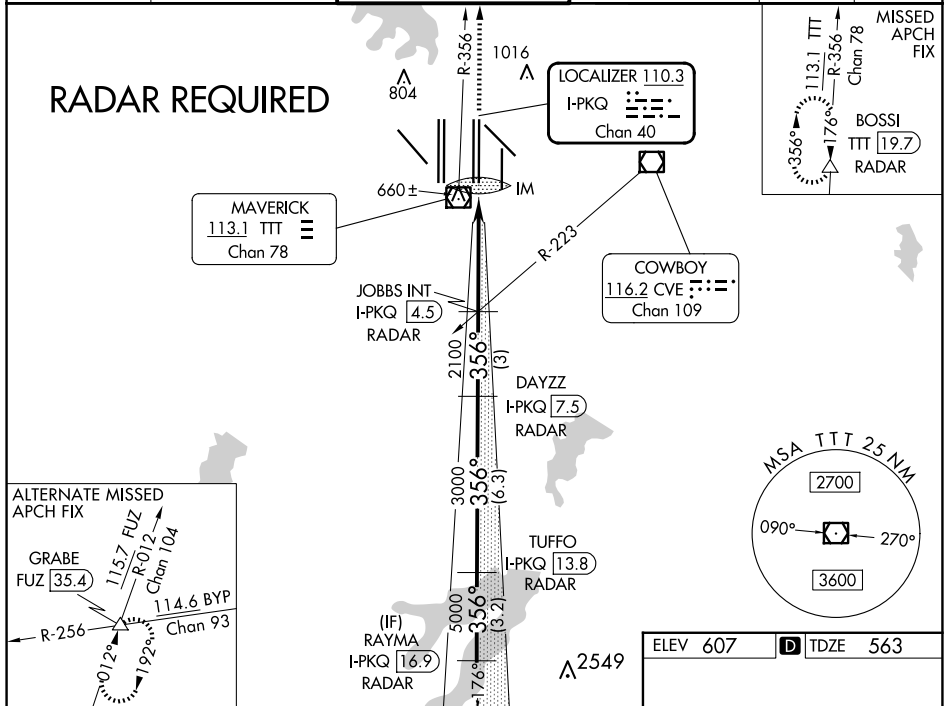 RADAR REQUIRED
804
R-356
1016
LOCALIZER 110.3
I-PKQ
Chan 40
MISSED
APCH
FIX
113.1 TTT
R-356
Chan 78
356°
176°
BOSSI
TTT 19.7
RADAR
660±
IM
MAVERICK
113.1 TTT
Chan 78
R-223
COWBOY
116.2 CVE
Chan 109
JOBBS INT
I-PKQ 4.5
RADAR
2100
356°
(3)
DAYZZ
I-PKQ 7.5
RADAR
3000
356°
(6.3)
TUFFO
I-PKQ 13.8
RADAR
5000
356°
(3.2)
(IF)
RAYMA
I-PKQ 16.9
RADAR
176°
2549
MSA TTT 25 NM
2700
090°
270°
3600
ALTERNATE MISSED
APCH FIX
115.7 FUZ
R-012
Chan 104
GRABE
FUZ 35.4
114.6 BYP
Chan 93
R-256
012°
192°
ELEV 607 D TDZE 563